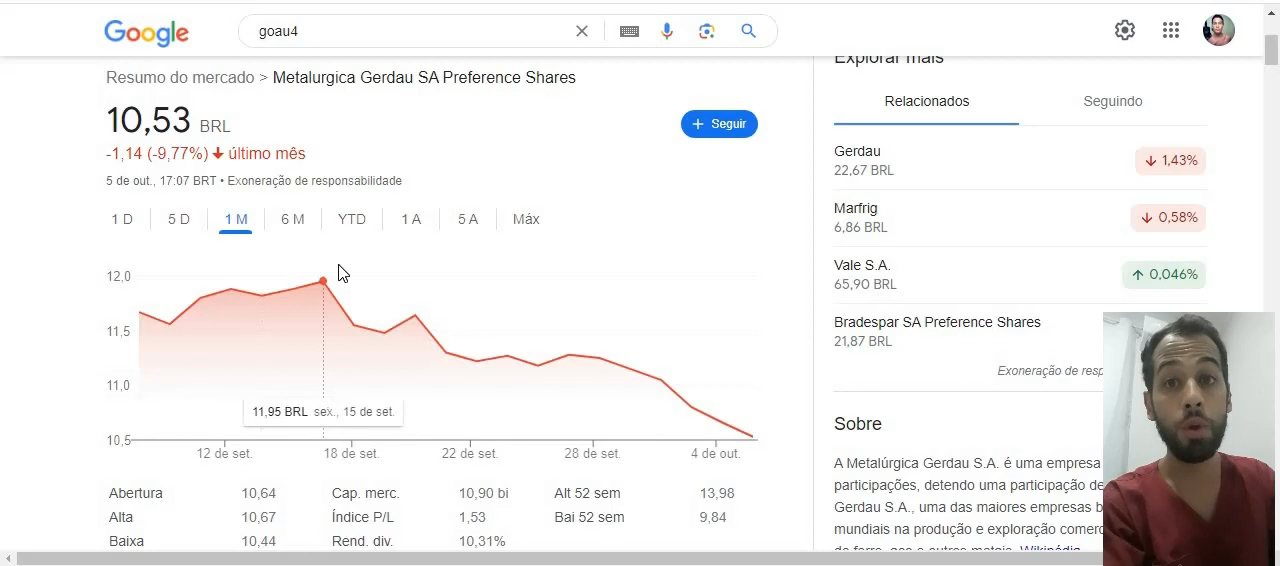 Google
goau4
Resumo do mercado > Metalurgica Gerdau SA Preference Shares
10,53 BRL
+ Seguir
-1,14 (-9,77%) ↓ último mês
5 de out., 17:07 BRT • Exoneração de responsabilidade
1 D 5 D 1 M 6 M YTD 1 A 5 A Máx
12,0
11,5
11,0
10,5
11,95 BRL sex., 15 de set.
12 de set. 18 de set. 22 de set. 28 de set. 4 de out.
Abertura 10,64 Cap. merc. 10,90 bi Alt 52 sem 13,98
Alta 10,67 Índice P/L 1,53 Bai 52 sem 9,84
Baixa 10,44 Rend. div. 10,31%
Explorar mais
Relacionados Seguindo
Gerdau
22,67 BRL
↓ 1,43%
Marfrig
6,86 BRL
↓ 0,58%
Vale S.A.
65,90 BRL
↑ 0,046%
Bradespar SA Preference Shares
21,87 BRL
Exoneração de resp
Sobre
A Metalúrgica Gerdau S.A. é uma empresa
participações, detendo uma participação de
Gerdau S.A., uma das maiores empresas b
mundiais na produção e exploração comerc
de ferro, aço e outros metais. Wikipédia